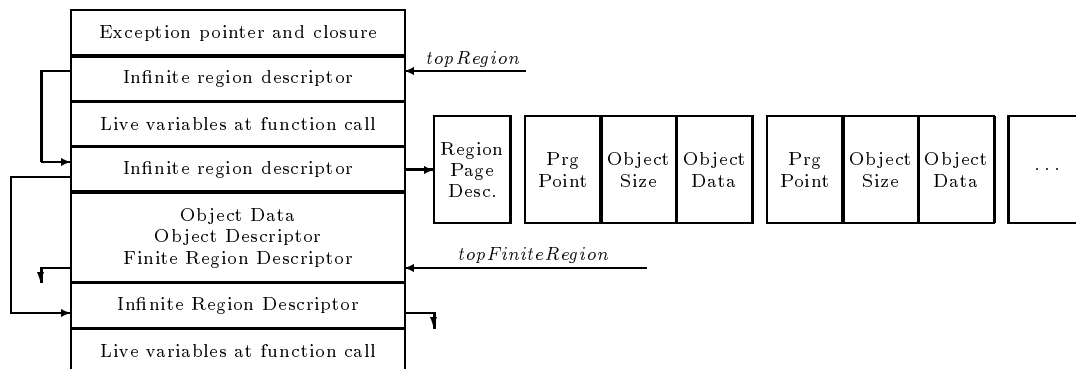 Exception pointer and closure
topRegion
Infinite region descriptor
Live variables at function call
Infinite region descriptor
Region
Page
Desc.
Prg
Point
Object
Size
Object
Data
Prg
Point
Object
Size
Object
Data
...
Object Data
Object Descriptor
Finite Region Descriptor
topFiniteRegion
Infinite Region Descriptor
Live variables at function call